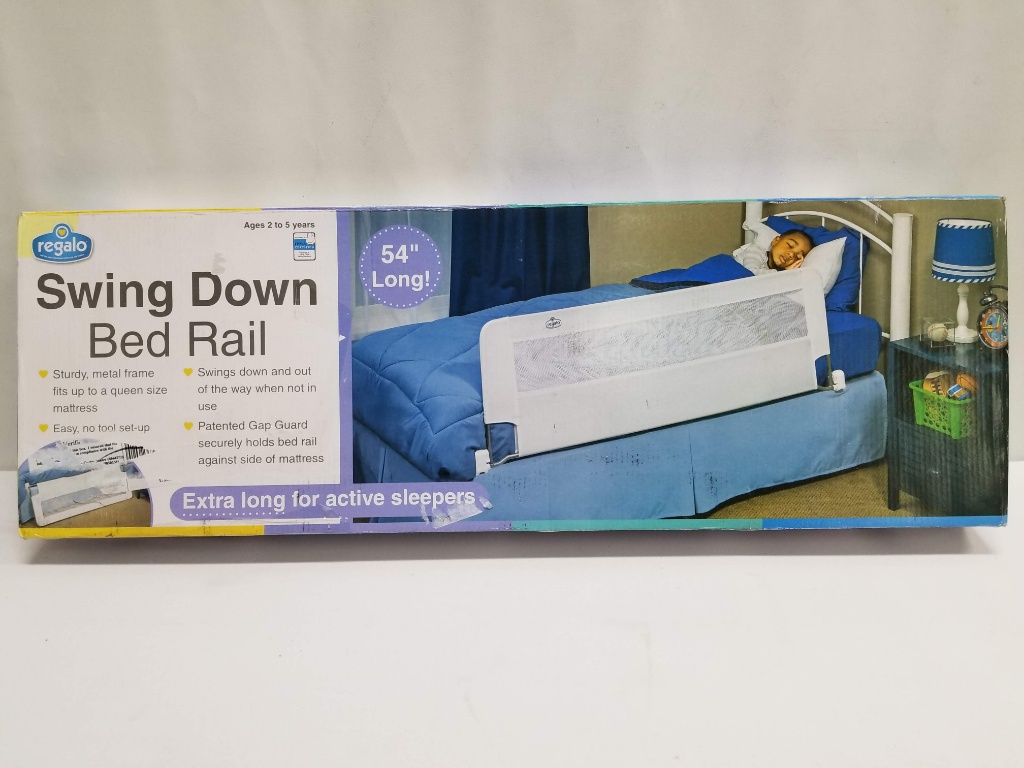 regalo
Ages 2 to 5 years
Swing Down
Bed Rail
Sturdy, metal frame
fits up to a queen size
mattress
Easy, no tool set-up
Swings down and out
of the way when not in
use
Patented Gap Guard
securely holds bed rail
against side of mattress
Extra long for active sleepers
54"
Long!
regalo